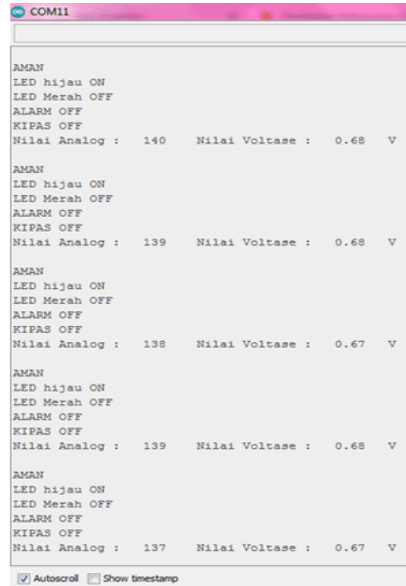 COM11
AMAN
LED hijau ON
LED Merah OFF
ALARM OFF
KIPAS OFF
Nilai Analog : 140 Nilai Voltase : 0.68 V
AMAN
LED hijau ON
LED Merah OFF
ALARM OFF
KIPAS OFF
Nilai Analog : 139 Nilai Voltase : 0.68 V
AMAN
LED hijau ON
LED Merah OFF
ALARM OFF
KIPAS OFF
Nilai Analog : 138 Nilai Voltase : 0.67 V
AMAN
LED hijau ON
LED Merah OFF
ALARM OFF
KIPAS OFF
Nilai Analog : 139 Nilai Voltase : 0.68 V
AMAN
LED hijau ON
LED Merah OFF
ALARM OFF
KIPAS OFF
Nilai Analog : 137 Nilai Voltase : 0.67 V
Autoscroll Show timestamp